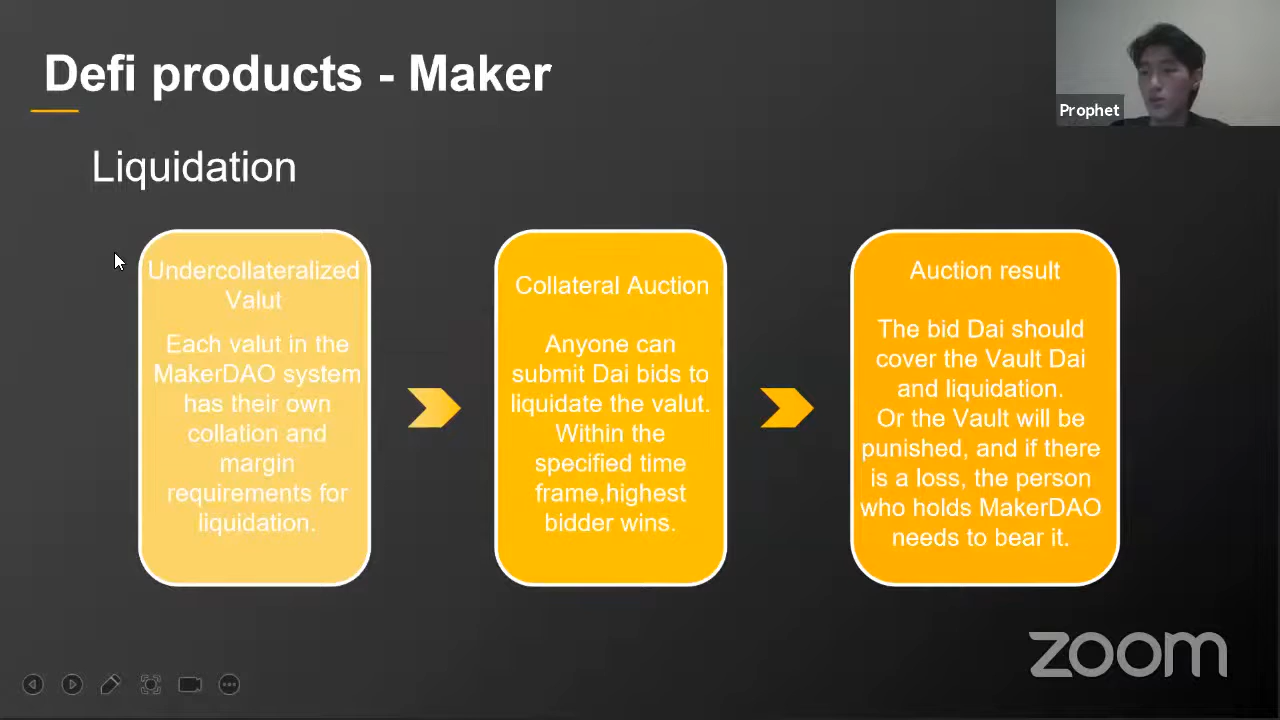 Defi products - Maker
Prophet
Liquidation
Undercollateralized
Valut
Each valut in the
MakerDAO system
has their own
collation and
margin
requirements for
liquidation.
Collateral Auction
Anyone can
submit Dai bids to
liquidate the valut.
Within the
specified time
frame,highest
bidder wins.
Auction result
The bid Dai should
cover the Vault Dai
and liquidation.
Or the Vault will be
punished, and if there
is a loss, the person
who holds MakerDAO
needs to bear it.
zoom